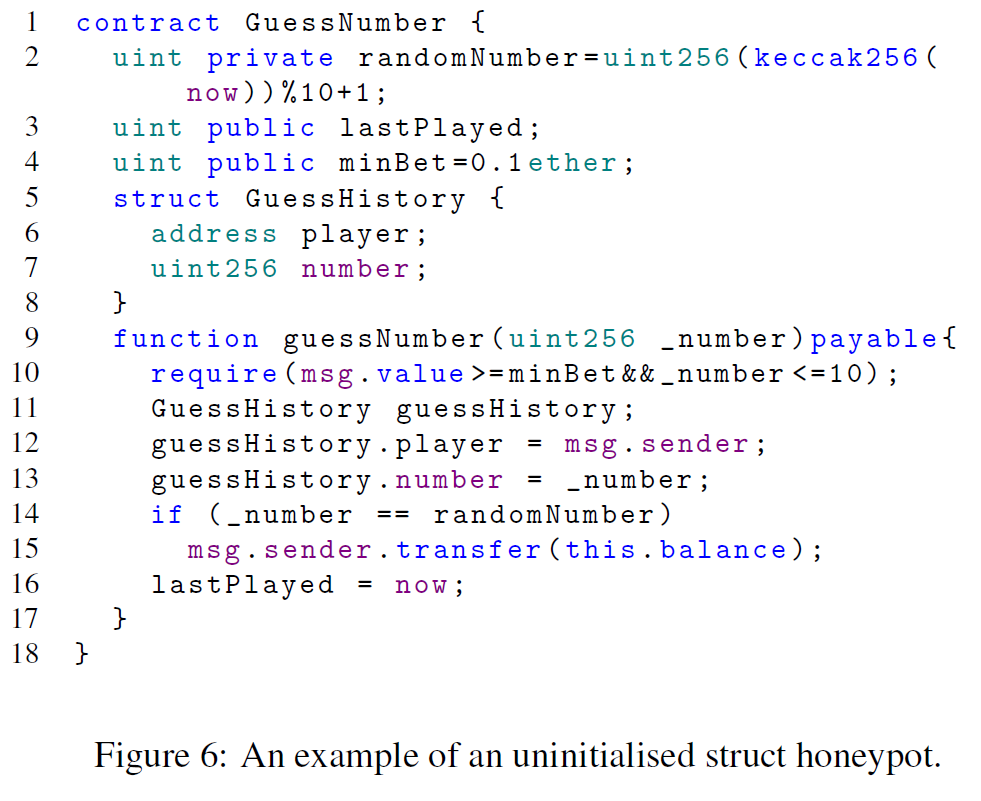 1 contract GuessNumber {
2 uint private randomNumber=uint256(keccak256(
now))%10+1;
3 uint public lastPlayed;
4 uint public minBet=0.1ether;
5 struct GuessHistory {
6 address player;
7 uint256 number;
8 }
9 function guessNumber(uint256 _number)payable{
10 require(msg.value>=minBet&&_number<=10);
11 GuessHistory guessHistory;
12 guessHistory.player = msg.sender;
13 guessHistory.number = _number;
14 if (_number == randomNumber)
15 msg.sender.transfer(this.balance);
16 lastPlayed = now;
17 }
18 }
Figure 6: An example of an uninitialised struct honeypot.